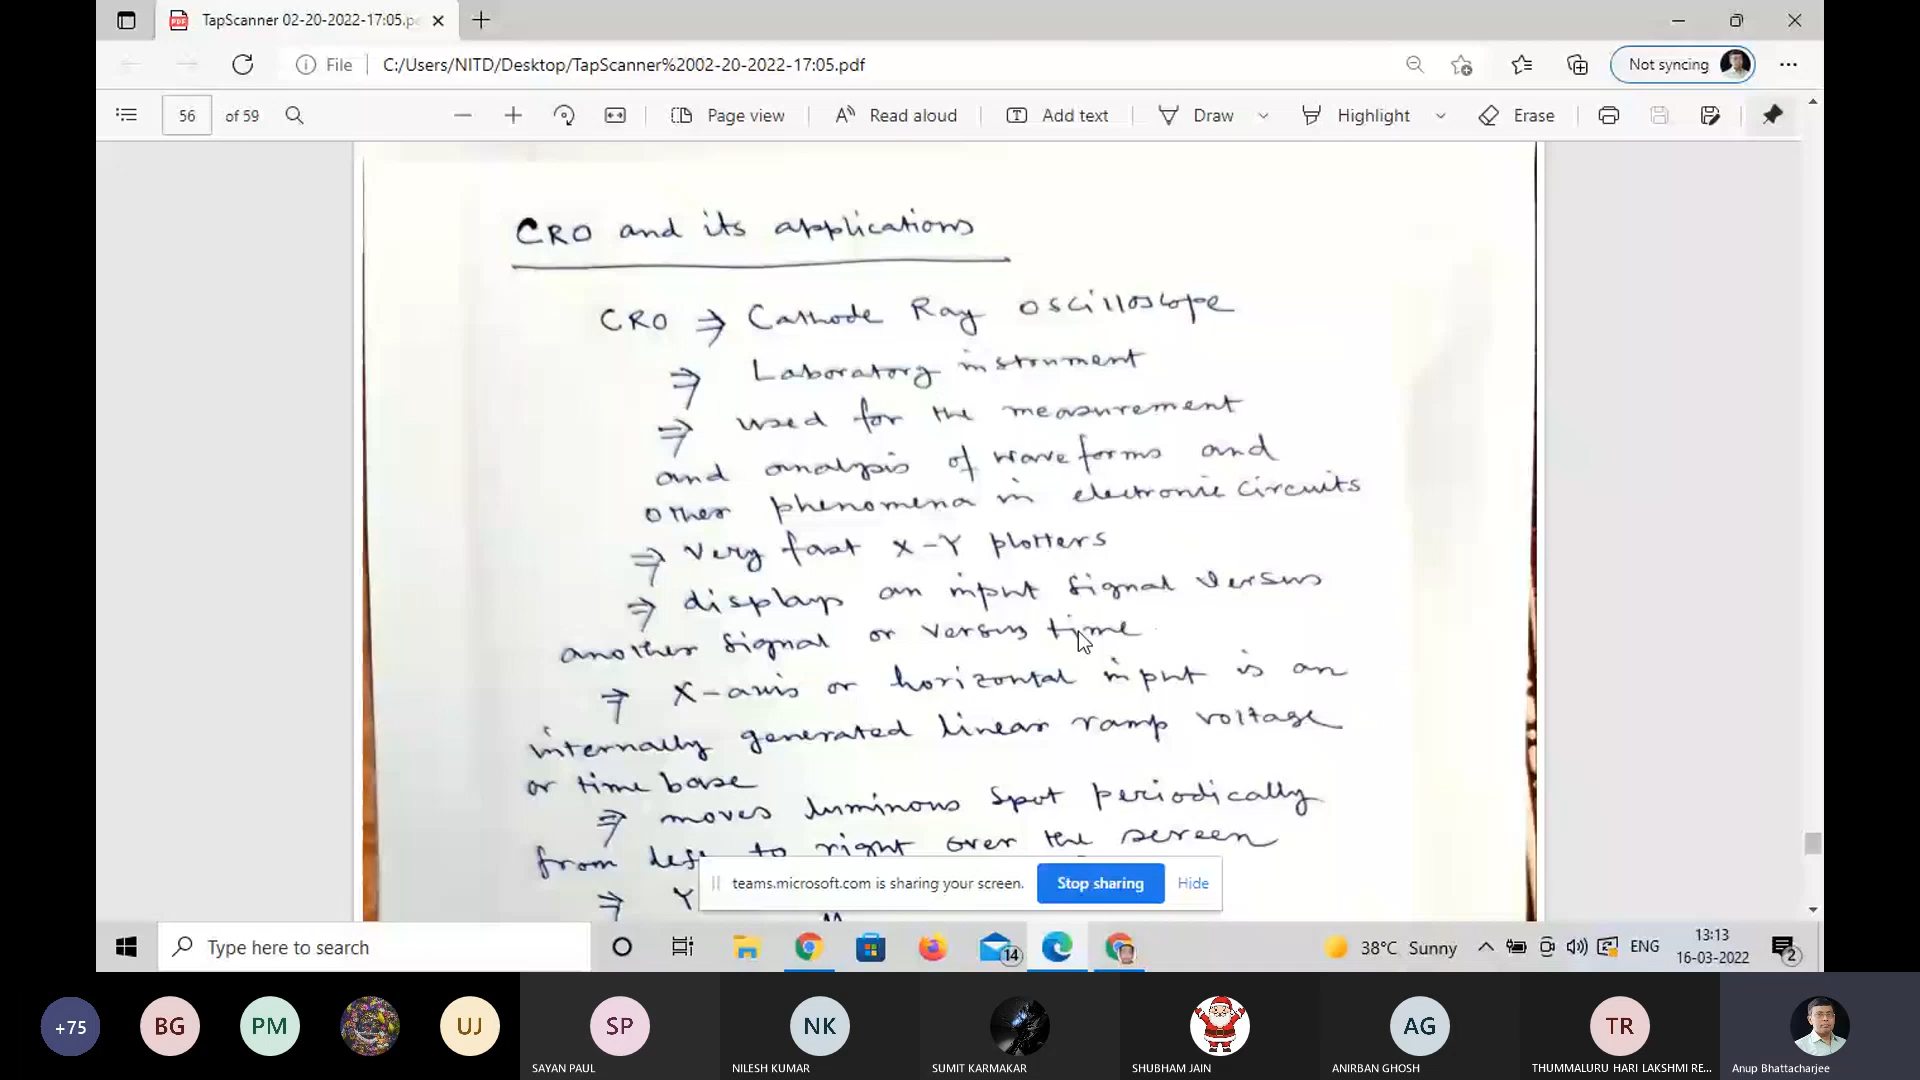 TapScanner 02-20-2022-17:05.p
File C:/Users/NITD/Desktop/TapScanner%2002-20-2022-17:05.pdf
Not syncing
56 of 59
Page view
Read aloud
Add text
Draw
Highlight
Erase
CRO and its applications
CRO ⇒ Cathode Ray oscilloscope
⇒ Laboratory instrument
⇒ used for the measurement
and analysis of waveforms and
other phenomena in electronic circuits
⇒ very fast X-Y plotters
⇒ displays an input signal versus
another signal or versus time
⇒ X-axis or horizontal input is an
internally generated linear ramp voltage
or time base
⇒ moves luminous spot periodically
from left to right over the screen
⇒ Y
teams.microsoft.com is sharing your screen.
Stop sharing
Hide
Type here to search
14
38°C Sunny
ENG
13:13
16-03-2022
2
+75
BG
PM
UJ
SP
NK
AG
TR
SAYAN PAUL
NILESH KUMAR
SUMIT KARMAKAR
SHUBHAM JAIN
ANIRBAN GHOSH
THUMMALURU HARI LAKSHMI RE...
Anup Bhattacharjee